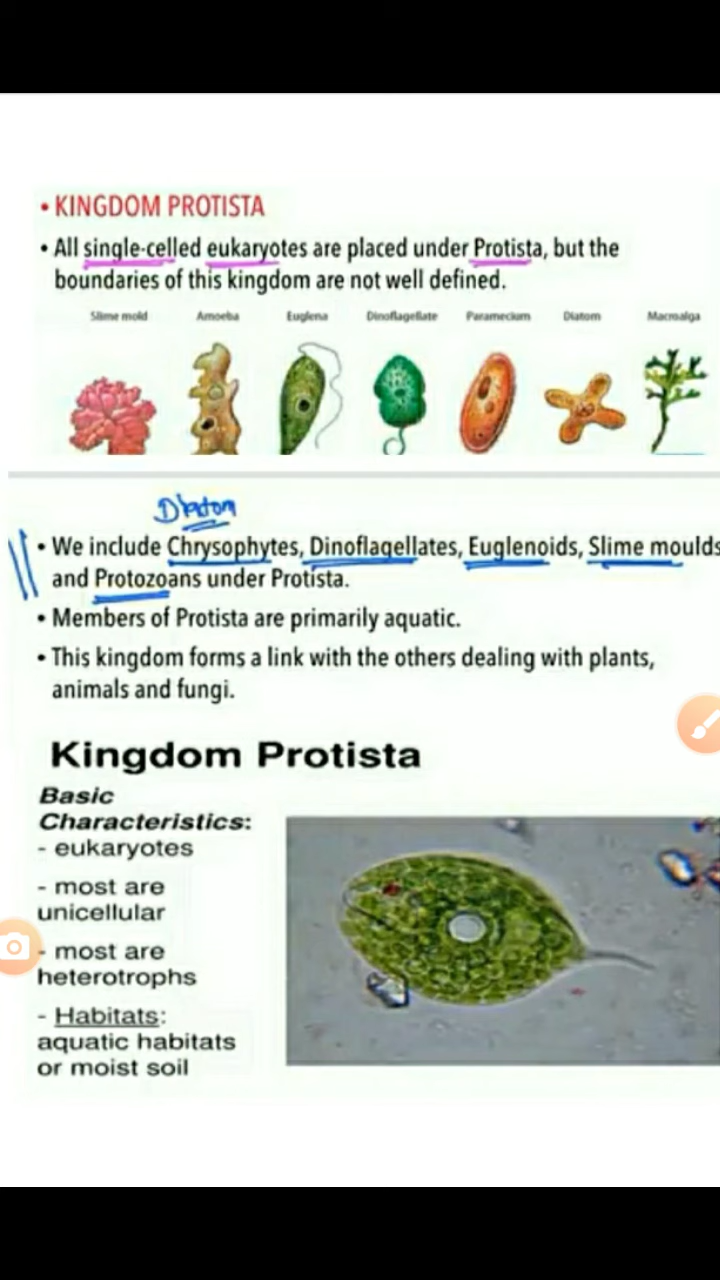 • KINGDOM PROTISTA
• All single-celled eukaryotes are placed under Protista, but the
boundaries of this kingdom are not well defined.
Slime mold Amoeba Euglena Dinoflagellate Paramecium Diatom Macroalga
Diatom
• We include Chrysophytes, Dinoflagellates, Euglenoids, Slime moulds
and Protozoans under Protista.
• Members of Protista are primarily aquatic.
• This kingdom forms a link with the others dealing with plants,
animals and fungi.
Kingdom Protista
Basic
Characteristics:
- eukaryotes
- most are
unicellular
- most are
heterotrophs
- Habitats:
aquatic habitats
or moist soil